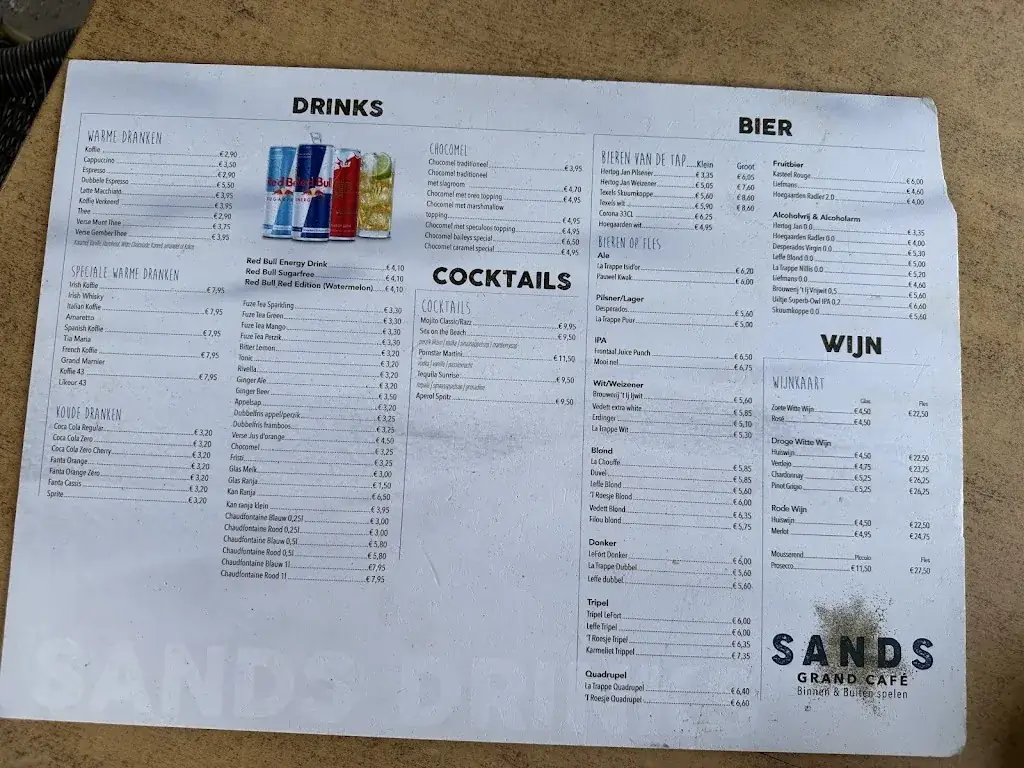 DRINKS
WARME DRANKEN
Koffie € 2,90
Cappuccino € 3,50
Espresso € 2,90
Dubbele Espresso € 5,50
Latte Macchiato € 3,95
Koffie Verkeerd € 3,95
Thee € 2,90
Verse Munt Thee € 3,75
Verse Gember Thee € 3,95
SPECIALE WARME DRANKEN
Irish Koffie € 7,95
Irish Whisky
Italian Koffie € 7,95
Amaretto
Spanish Koffie € 7,95
Tia Maria
French Koffie € 7,95
Grand Marnier
Koffie 43 € 7,95
Likeur 43
KOUDE DRANKEN
Coca Cola Regular € 3,20
Coca Cola Zero € 3,20
Coca Cola Zero Cherry € 3,20
Fanta Orange € 3,20
Fanta Orange Zero € 3,20
Fanta Cassis € 3,20
Sprite € 3,20
Red Bull Energy Drink € 4,10
Red Bull Sugarfree € 4,10
Red Bull Red Edition (Watermelon) € 4,10
Fuze Tea Sparkling € 3,30
Fuze Tea Green € 3,30
Fuze Tea Mango € 3,30
Fuze Tea Perzik € 3,30
Bitter Lemon € 3,20
Tonic € 3,20
Rivella € 3,20
Ginger Ale € 3,20
Ginger Beer € 3,50
Appelsap € 3,20
Dubbelfris appel/perzik € 3,25
Dubbelfris framboos € 3,25
Verse Jus d'orange € 4,50
Chocomel € 3,25
Fristi € 3,25
Glas Melk € 3,00
Glas Ranja € 1,50
Kan Ranja € 6,50
Kan ranja klein € 3,95
Chaudfontaine Blauw 0,25l € 3,00
Chaudfontaine Rood 0,25l € 3,00
Chaudfontaine Blauw 0,5l € 5,80
Chaudfontaine Rood 0,5l € 5,80
Chaudfontaine Blauw 1l €7,95
Chaudfontaine Rood 1l € 7,95
CHOCOMEL
Chocomel traditioneel € 3,95
Chocomel traditioneel
met slagroom € 4,70
Chocomel met oreo topping € 4,95
Chocomel met marshmallow
topping € 4,95
Chocomel met speculoos topping € 4,95
Chocomel baileys special € 6,50
Chocomel caramel special € 4,95
COCKTAILS
COCKTAILS
Mojito Classic/Razz € 9,95
Sex on the Beach € 9,50
Pornstar Martini € 11,50
Tequila Sunrise € 9,50
Aperol Spritz € 9,50
BIER
BIEREN VAN DE TAP Klein Groot
Hertog Jan Pilsener € 3,35 € 6,05
Hertog Jan Weizener € 5,05 € 7,60
Texels Skuumkoppe € 5,60 € 8,60
Texels wit € 5,90 € 8,60
Corona 33CL € 6,25
Hoegaarden wit € 4,95
BIEREN OP FLES
Ale
La Trappe Isid'or € 6,20
Pauwel Kwak € 6,00
Pilsner/Lager
Desperados € 5,60
La Trappe Puur € 5,00
IPA
Frontaal Juice Punch € 6,50
Mooi nel € 6,75
Wit/Weizener
Brouwerij 't Ij Ijwit € 5,60
Vedett extra white € 5,85
Erdinger € 5,10
La Trappe Wit € 5,30
Blond
La Chouffe € 5,85
Duvel € 5,85
Leffe Blond € 5,60
't Roesje Blond € 6,00
Vedett Blond € 6,35
Filou blond € 5,75
Donker
LeFort Donker € 6,00
La Trappe Dubbel € 5,60
Leffe dubbel € 5,60
Tripel
Tripel LeFort € 6,00
Leffe Tripel € 6,00
'T Roesje Tripel € 6,35
Karmeliet Trippel € 7,35
Quadrupel
La Trappe Quadrupel € 6,40
'T Roesje Quadrupel € 6,60
Fruitbier
Kasteel Rouge € 6,00
Liefmans € 4,60
Hoegaarden Radler 2.0 € 4,00
Alcoholvrij & Alcoholarm
Hertog Jan 0.0 € 3,35
Hoegaarden Radler 0.0 € 4,00
Desperados Virgin 0.0 € 5,30
Leffe Blond 0.0 € 5,00
La Trappe Nillis 0.0 € 5,20
Liefmans 0.0 € 4,60
Brouwerij 't Ij Vrijwit 0,5 € 5,60
Uiltje Superb-Owl IPA 0,2 € 6,60
Skuumkoppe 0.0 € 5,60
WIJN
WIJNKAART
Glas Fles
Zoete Witte Wijn € 4,50 € 22,50
Rosé € 4,50
Droge Witte Wijn
Huiswijn € 4,50 € 22,50
Verdejo € 4,75 € 23,75
Chardonnay € 5,25 € 26,25
Pinot Grigio € 5,25 € 26,25
Rode Wijn
Huiswijn € 4,50 € 22,50
Merlot € 4,95 € 24,75
Mousserend Piccolo Fles
Prosecco € 11,50 € 27,50
SANDS
GRAND CAFÉ
Binnen & Buiten spelen
SANDS DRINKS